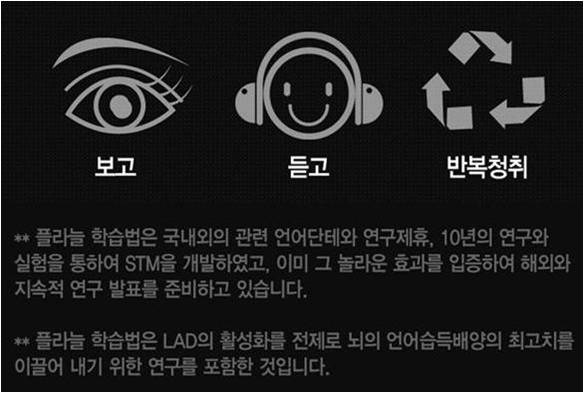 보고
듣고
반복청취
** 플라늘 학습법은 국내외의 관련 언어단테와 연구제휴, 10년의 연구와
실험을 통하여 STM을 개발하였고, 이미 그 놀라운 효과를 입증하여 해외와
지속적 연구 발표를 준비하고 있습니다.
** 플라늘 학습법은 LAD의 활성화를 전제로 뇌의 언어습득배양의 최고치를
이끌어 내기 위한 연구를 포함한 것입니다.